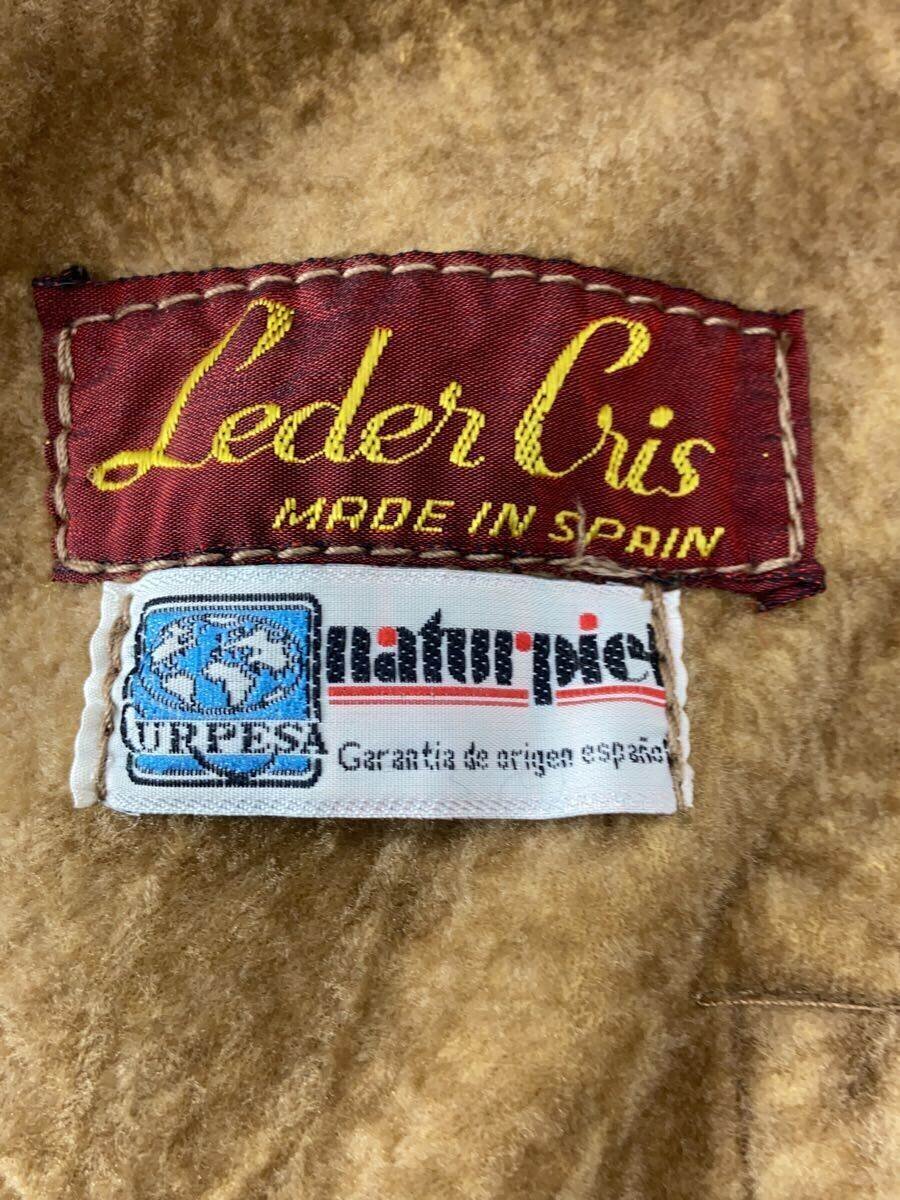 Leder Cris
MADE IN SPAIN
naturpiel
URPESA
Garantia de origen español